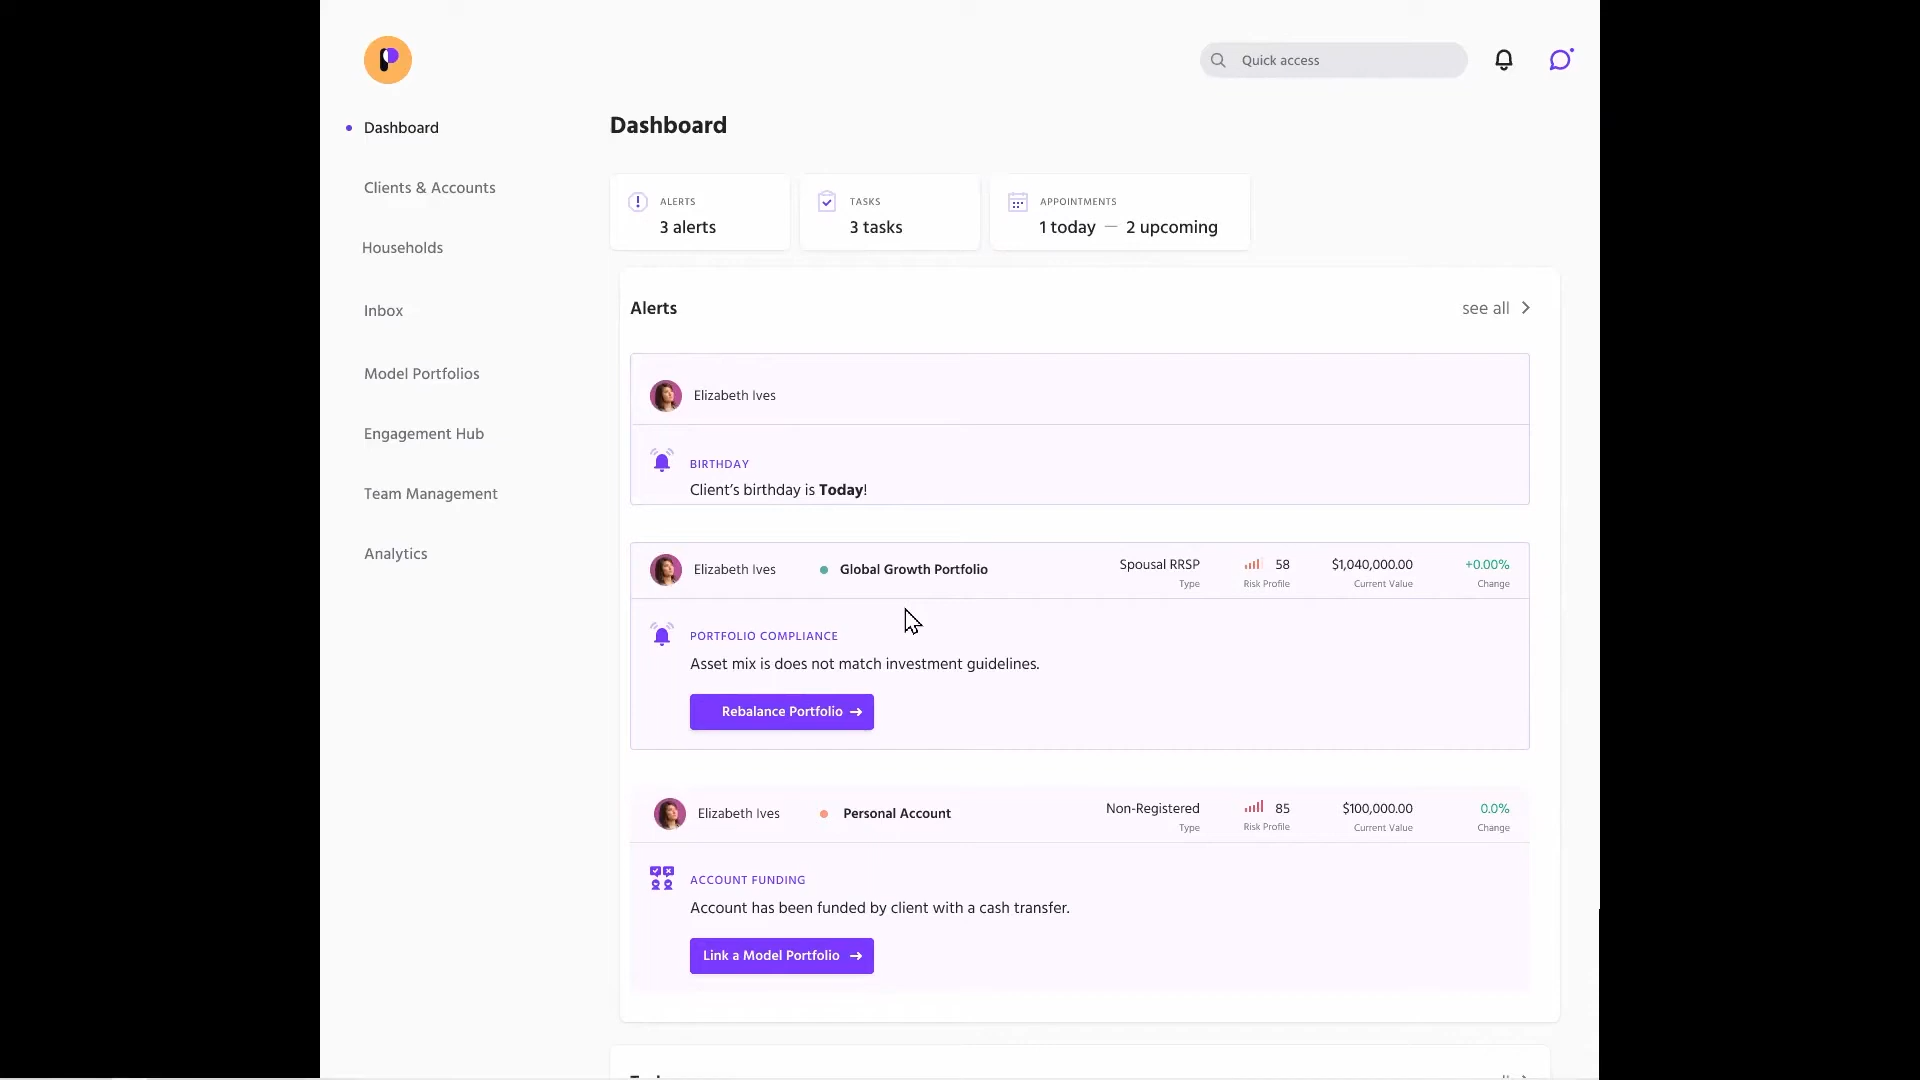 Quick access
Dashboard
Clients & Accounts
Households
Inbox
Model Portfolios
Engagement Hub
Team Management
Analytics
Dashboard
ALERTS
3 alerts
TASKS
3 tasks
APPOINTMENTS
1 today — 2 upcoming
Alerts
see all
Elizabeth Ives
BIRTHDAY
Client's birthday is Today!
Elizabeth Ives
Global Growth Portfolio
Spousal RRSP
Type
58
Risk Profile
$1,040,000.00
Current Value
+0.00%
Change
PORTFOLIO COMPLIANCE
Asset mix is does not match investment guidelines.
Rebalance Portfolio →
Elizabeth Ives
Personal Account
Non-Registered
Type
85
Risk Profile
$100,000.00
Current Value
0.0%
Change
ACCOUNT FUNDING
Account has been funded by client with a cash transfer.
Link a Model Portfolio →